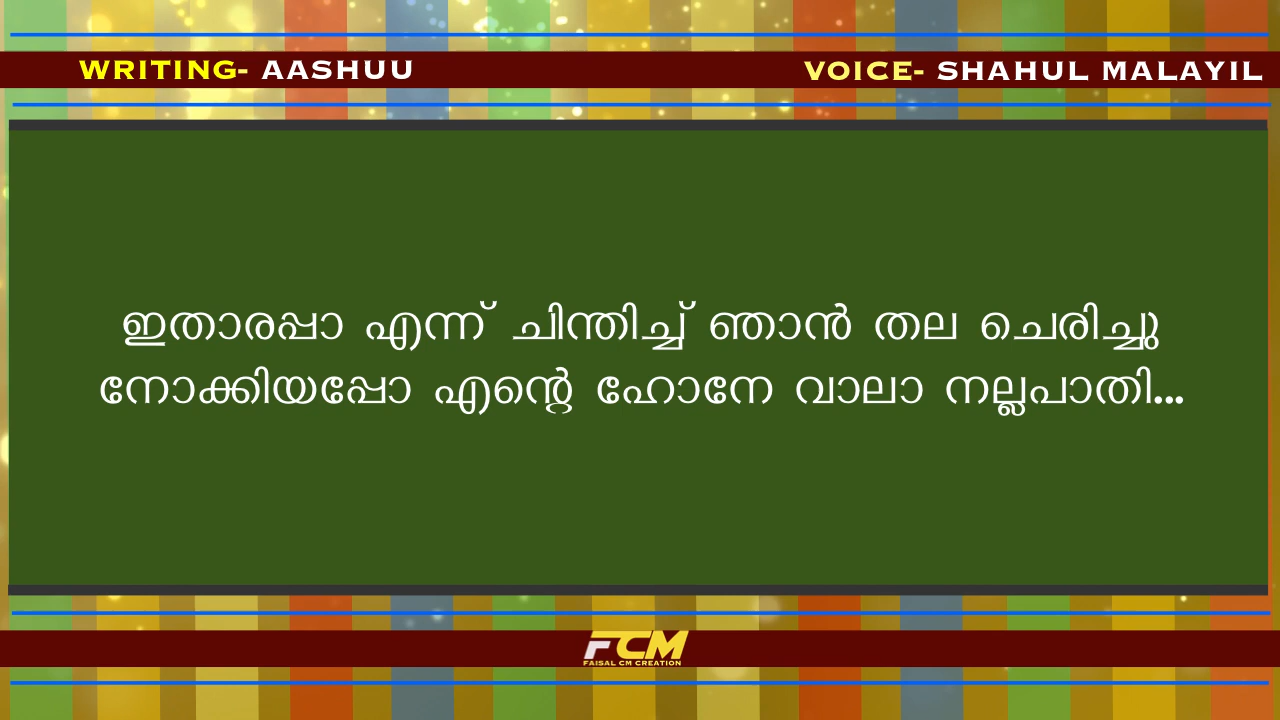 WRITING- AASHUU
VOICE- SHAHUL MALAYIL
ഇതാരപ്പാ എന്ന് ചിന്തിച്ച് ഞാൻ തല ചെരിച്ചു
നോക്കിയപ്പോ എന്റെ ഹോനേ വാലാ നല്ലപാതി...
FCM
FAISAL CM CREATION